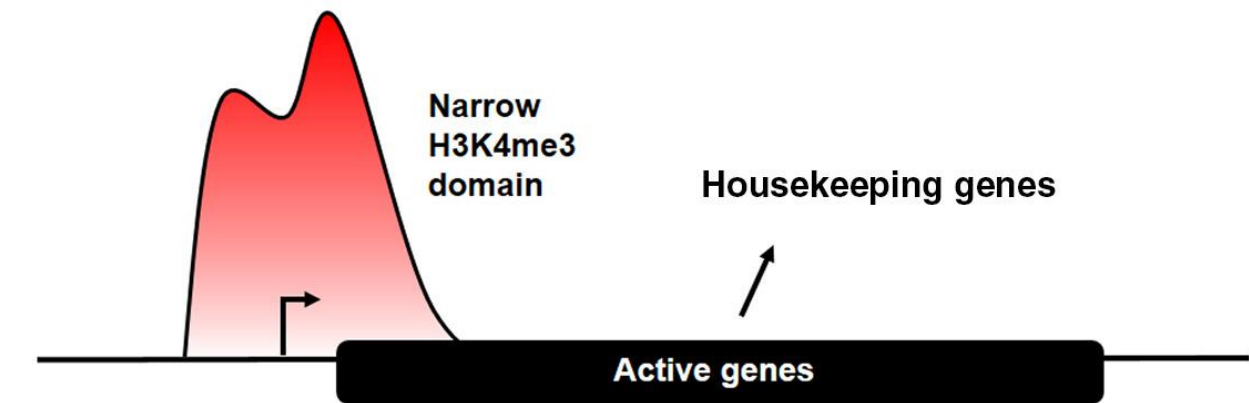 Narrow
H3K4me3
domain
Housekeeping genes
Active genes